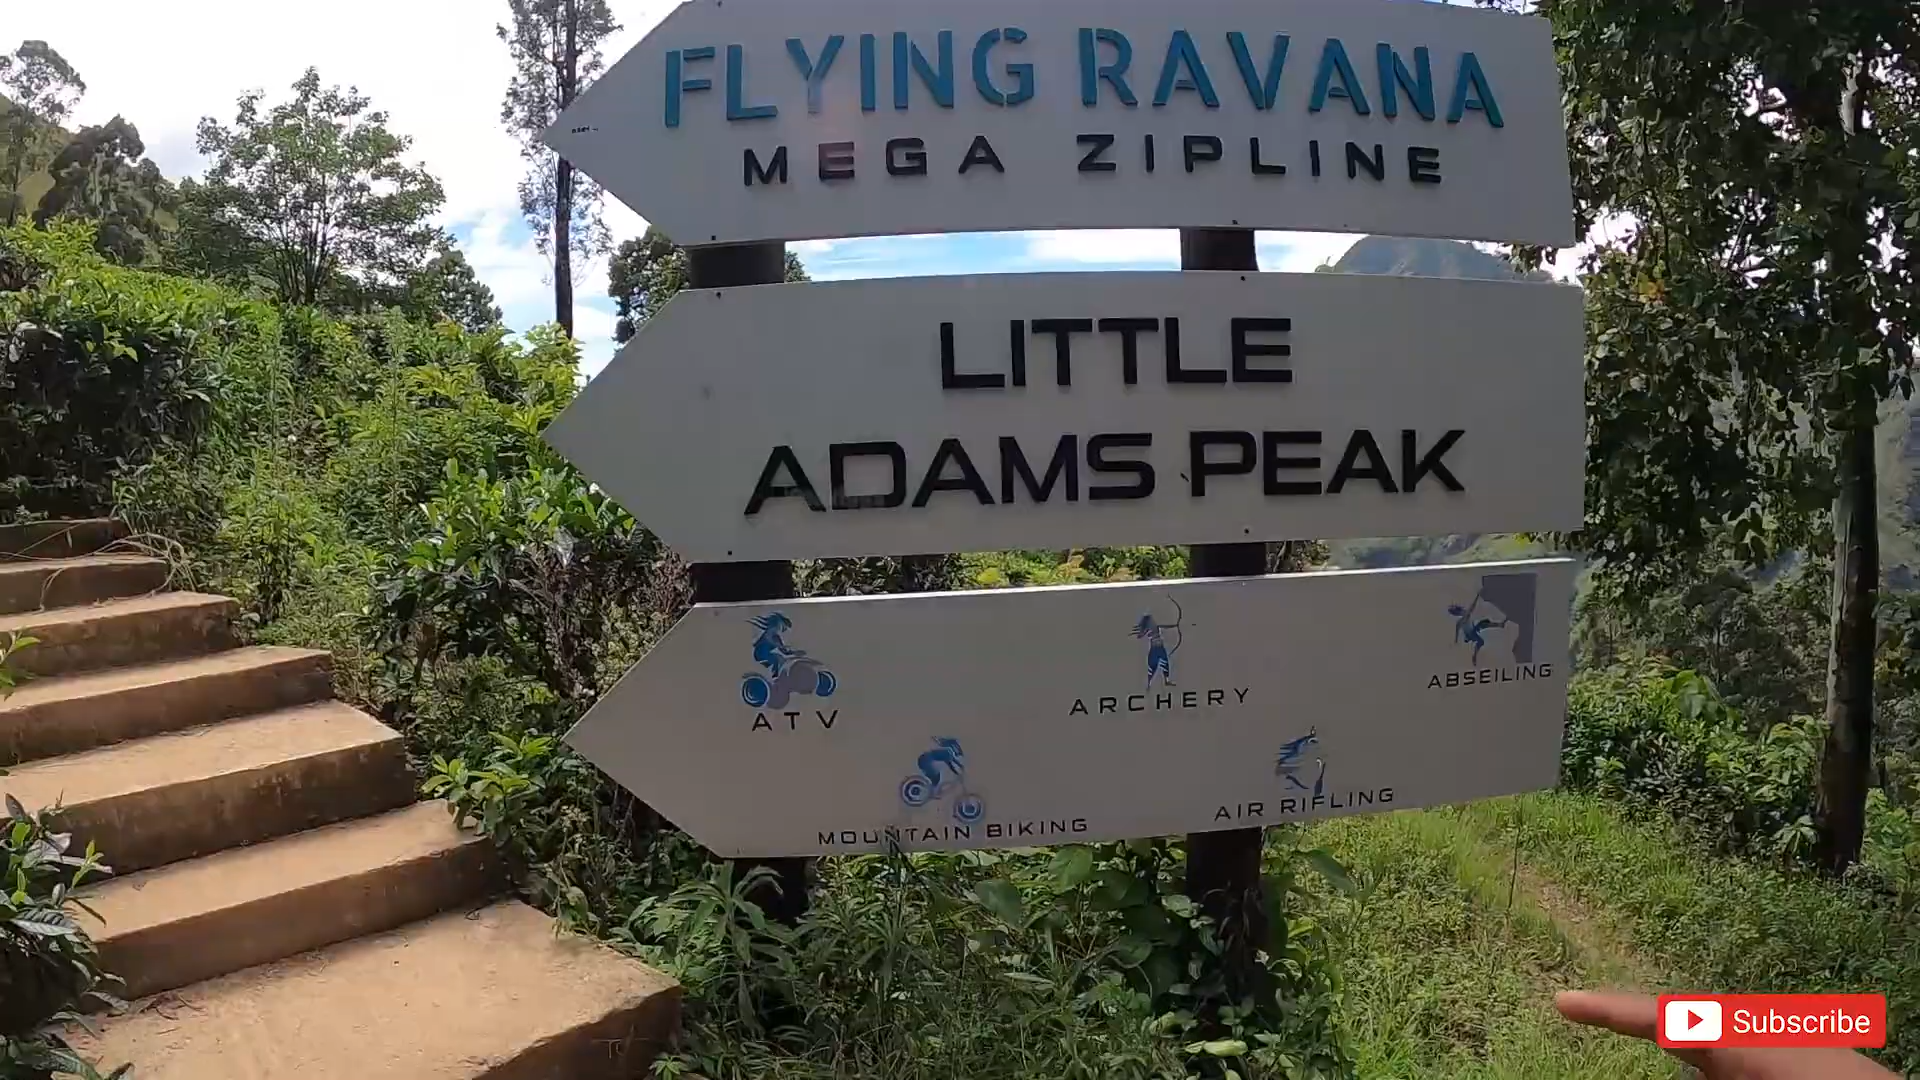 FLYING RAVANA
MEGA ZIPLINE
LITTLE
ADAMS PEAK
ATV
ARCHERY
ABSEILING
MOUNTAIN BIKING
AIR RIFLING
Subscribe